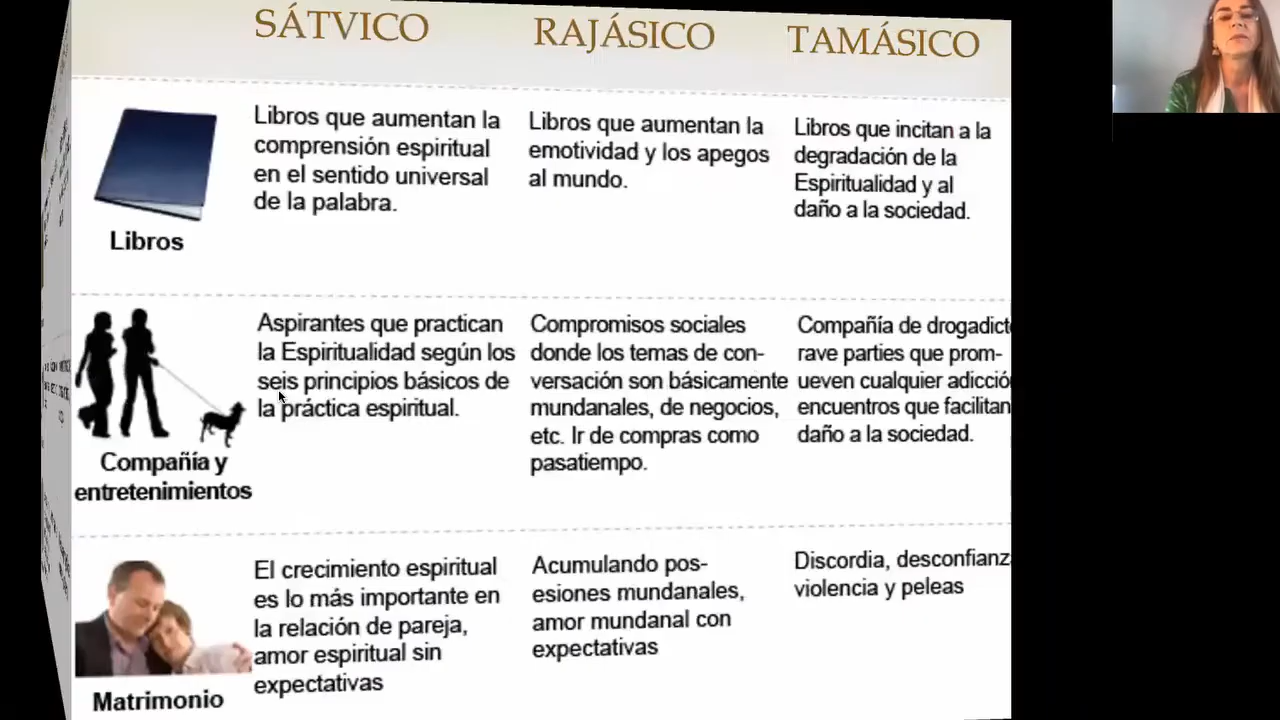 SÁTVICO
RAJÁSICO
TAMÁSICO
Libros
Libros que aumentan la
comprensión espiritual
en el sentido universal
de la palabra.
Libros que aumentan la
emotividad y los apegos
al mundo.
Libros que incitan a la
degradación de la
Espiritualidad y al
daño a la sociedad.
Compañía y
entretenimientos
Aspirantes que practican
la Espiritualidad según los
seis principios básicos de
la práctica espiritual.
Compromisos sociales
donde los temas de con-
versación son básicamente
mundanales, de negocios,
etc. Ir de compras como
pasatiempo.
Compañía de drogadict
rave parties que prom-
ueven cualquier adicció
encuentros que facilitan
daño a la sociedad.
Matrimonio
El crecimiento espiritual
es lo más importante en
la relación de pareja,
amor espiritual sin
expectativas
Acumulando pos-
esiones mundanales,
amor mundanal con
expectativas
Discordia, desconfianz
violencia y peleas